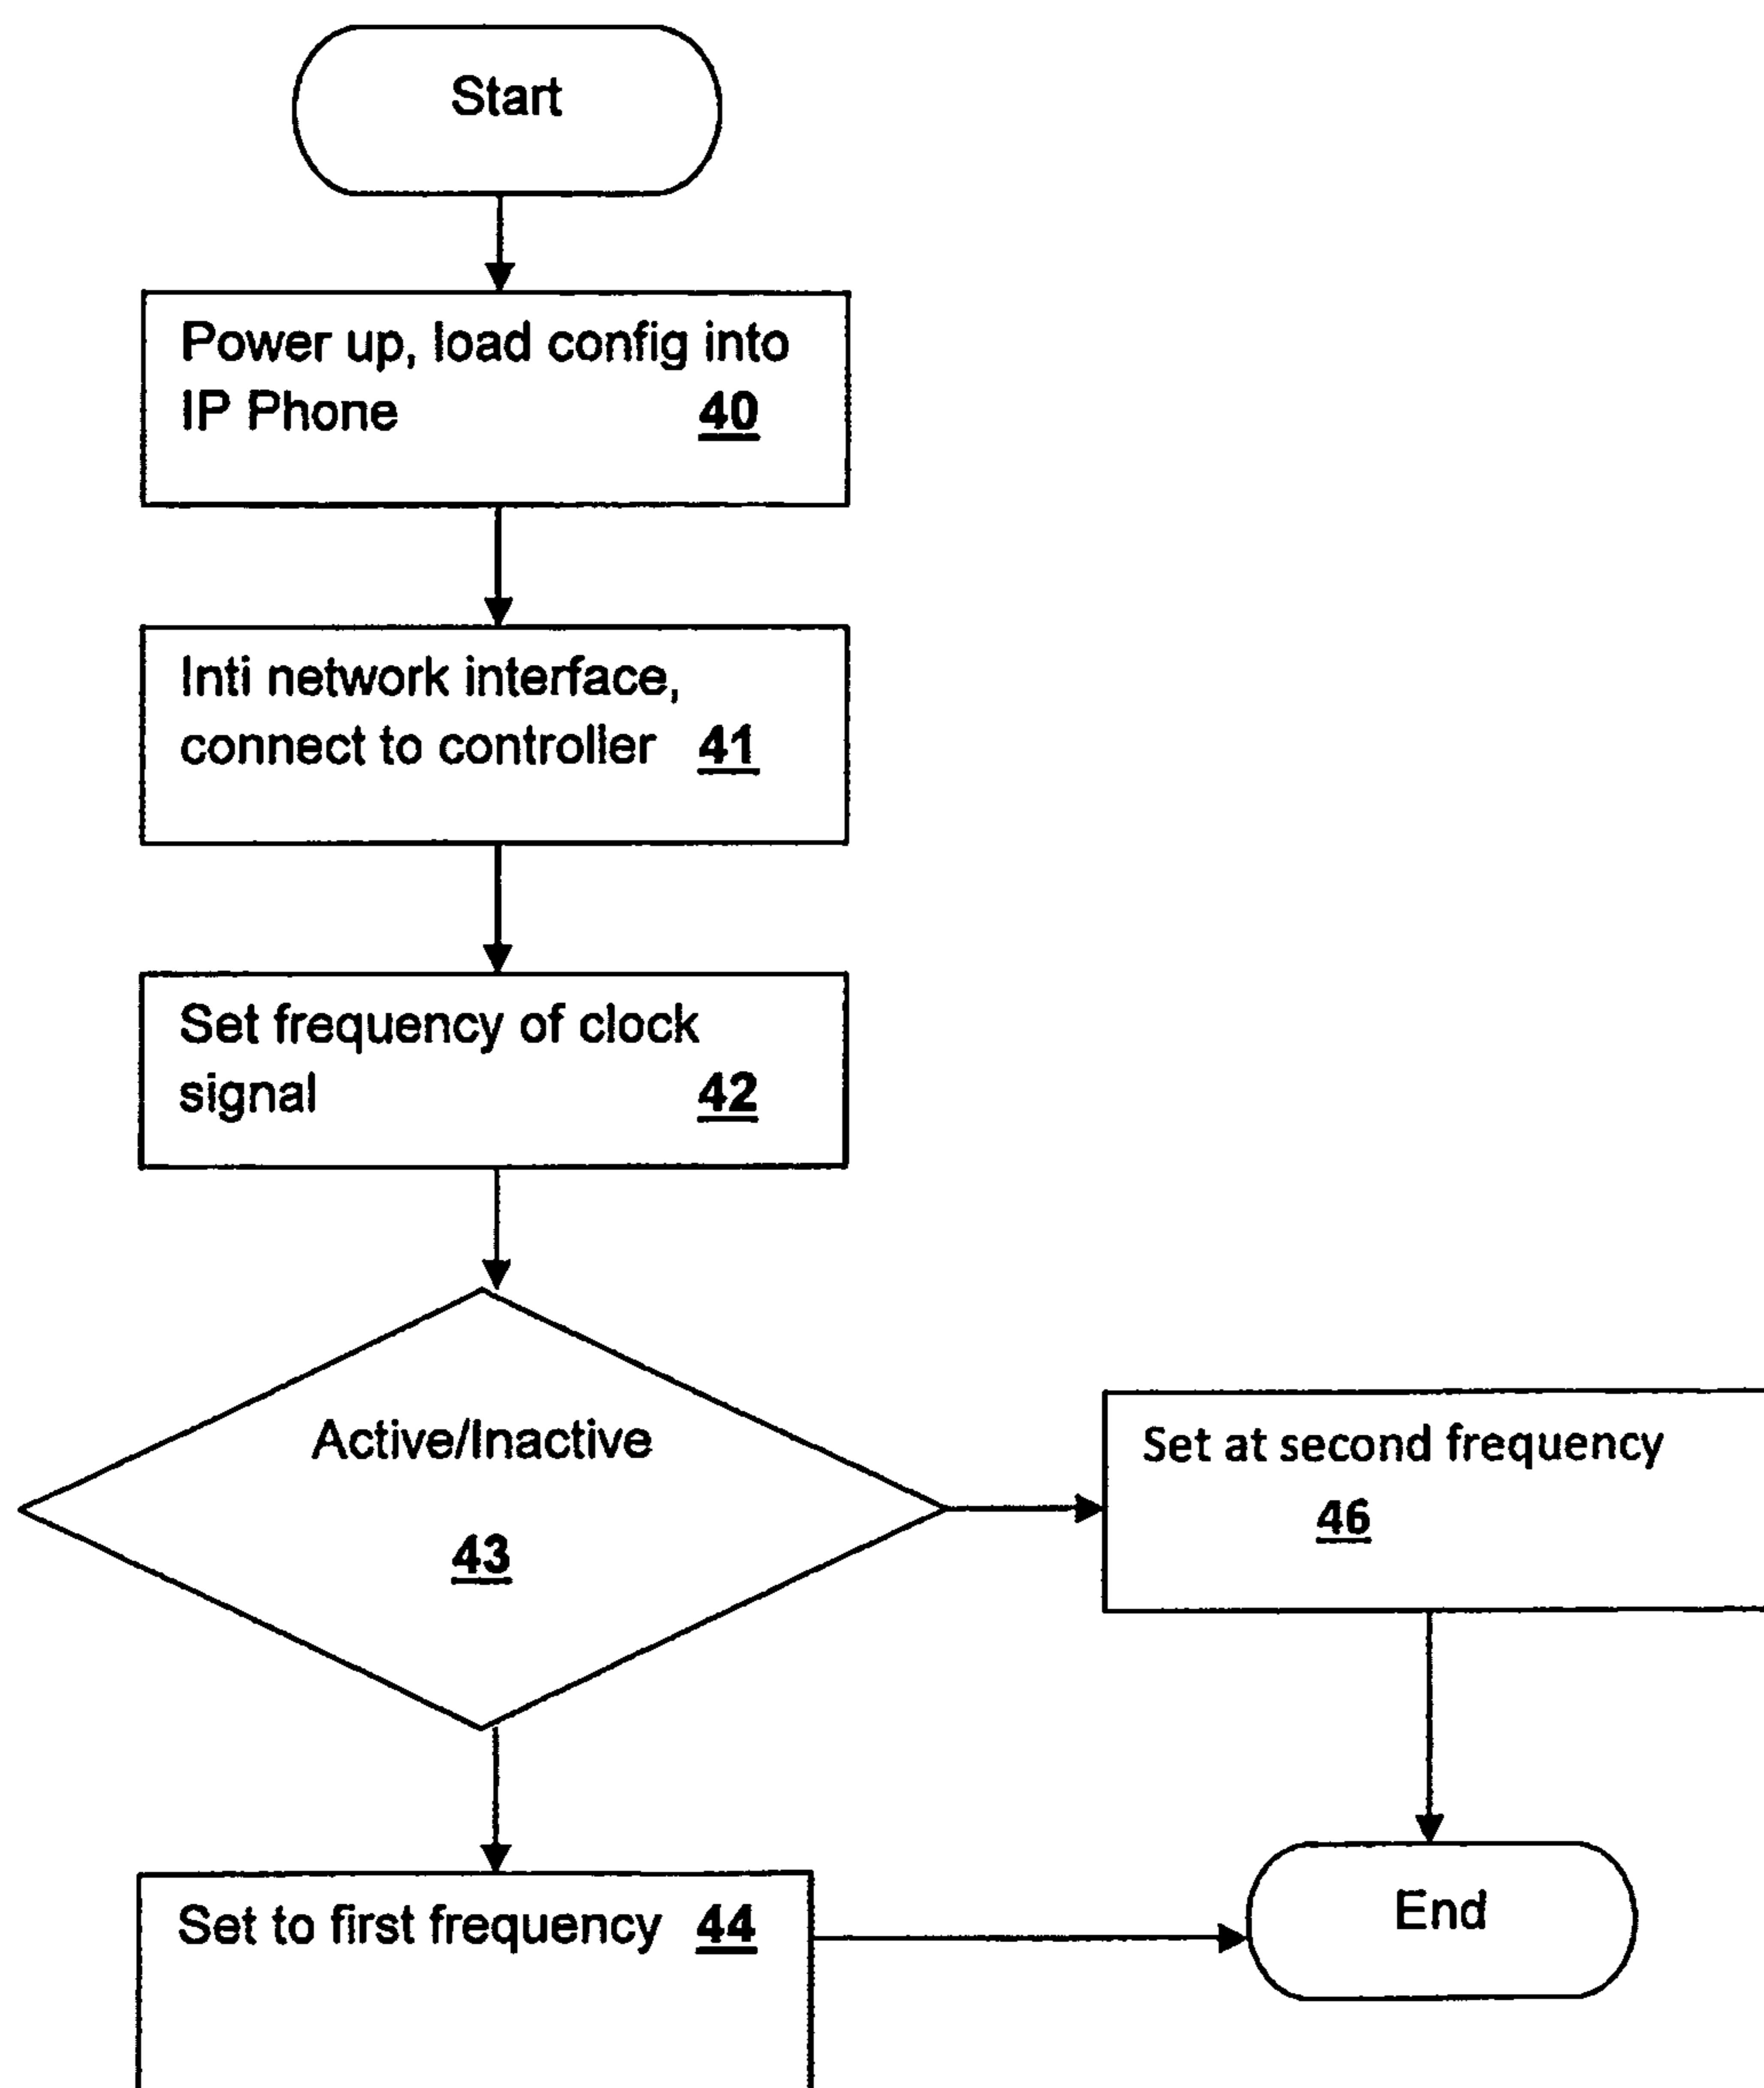 Start
Power up, load config into
IP Phone 40
Inti network interface,
connect to controller 41
Set frequency of clock
signal 42
Active/Inactive
43
Set at second frequency
46
Set to first frequency 44
End